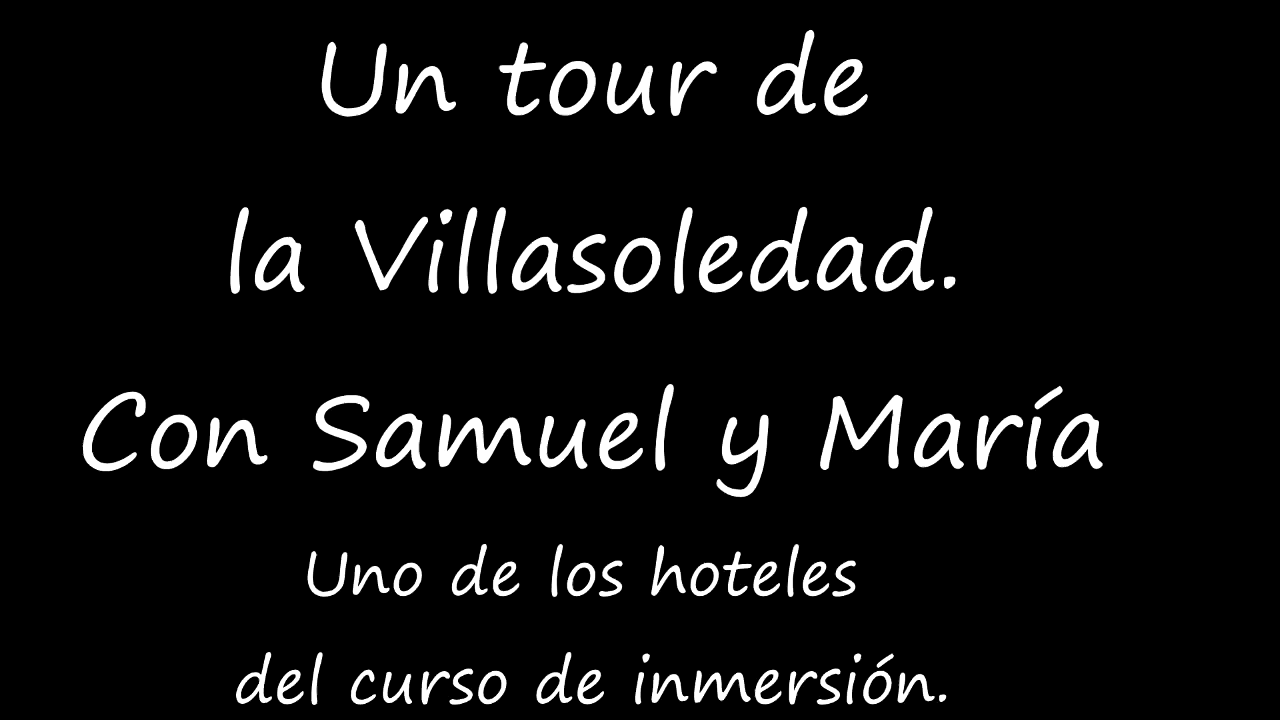 Un tour de
la Villasoledad.
Con Samuel y María
Uno de los hoteles
del curso de inmersión.